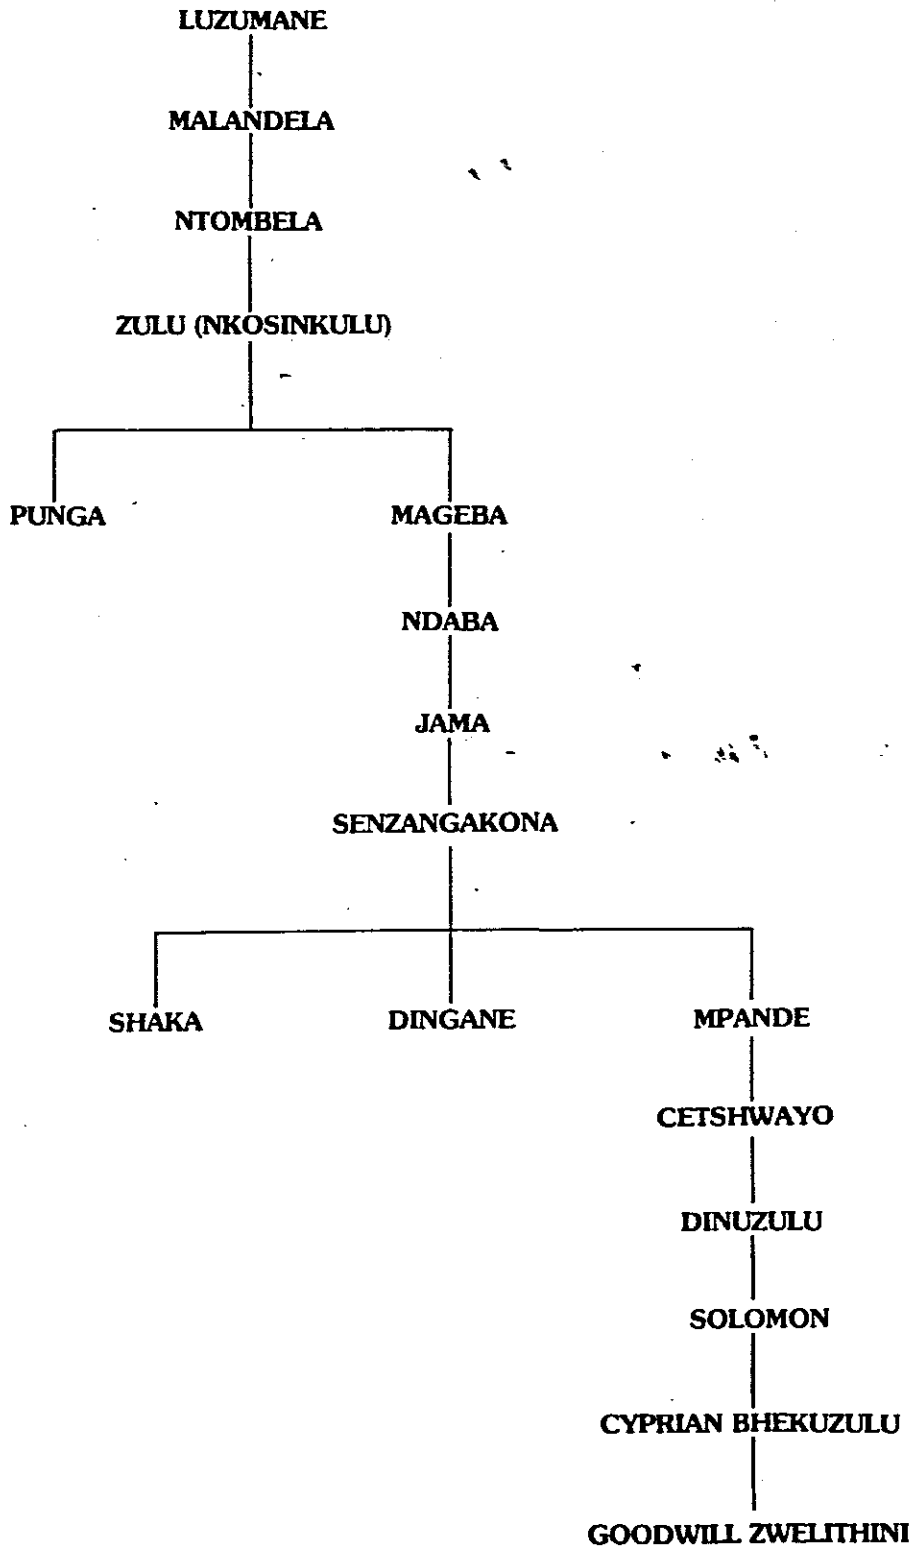 LUZUMANE
MALANDELA
NTOMBELA
ZULU (NKOSINKULU)
PUNGA MAGEBA
NDABA
JAMA
SENZANGAKONA
SHAKA DINGANE MPANDE
CETSHWAYO
DINUZULU
SOLOMON
CYPRIAN BHEKUZULU
GOODWILL ZWELITHINI